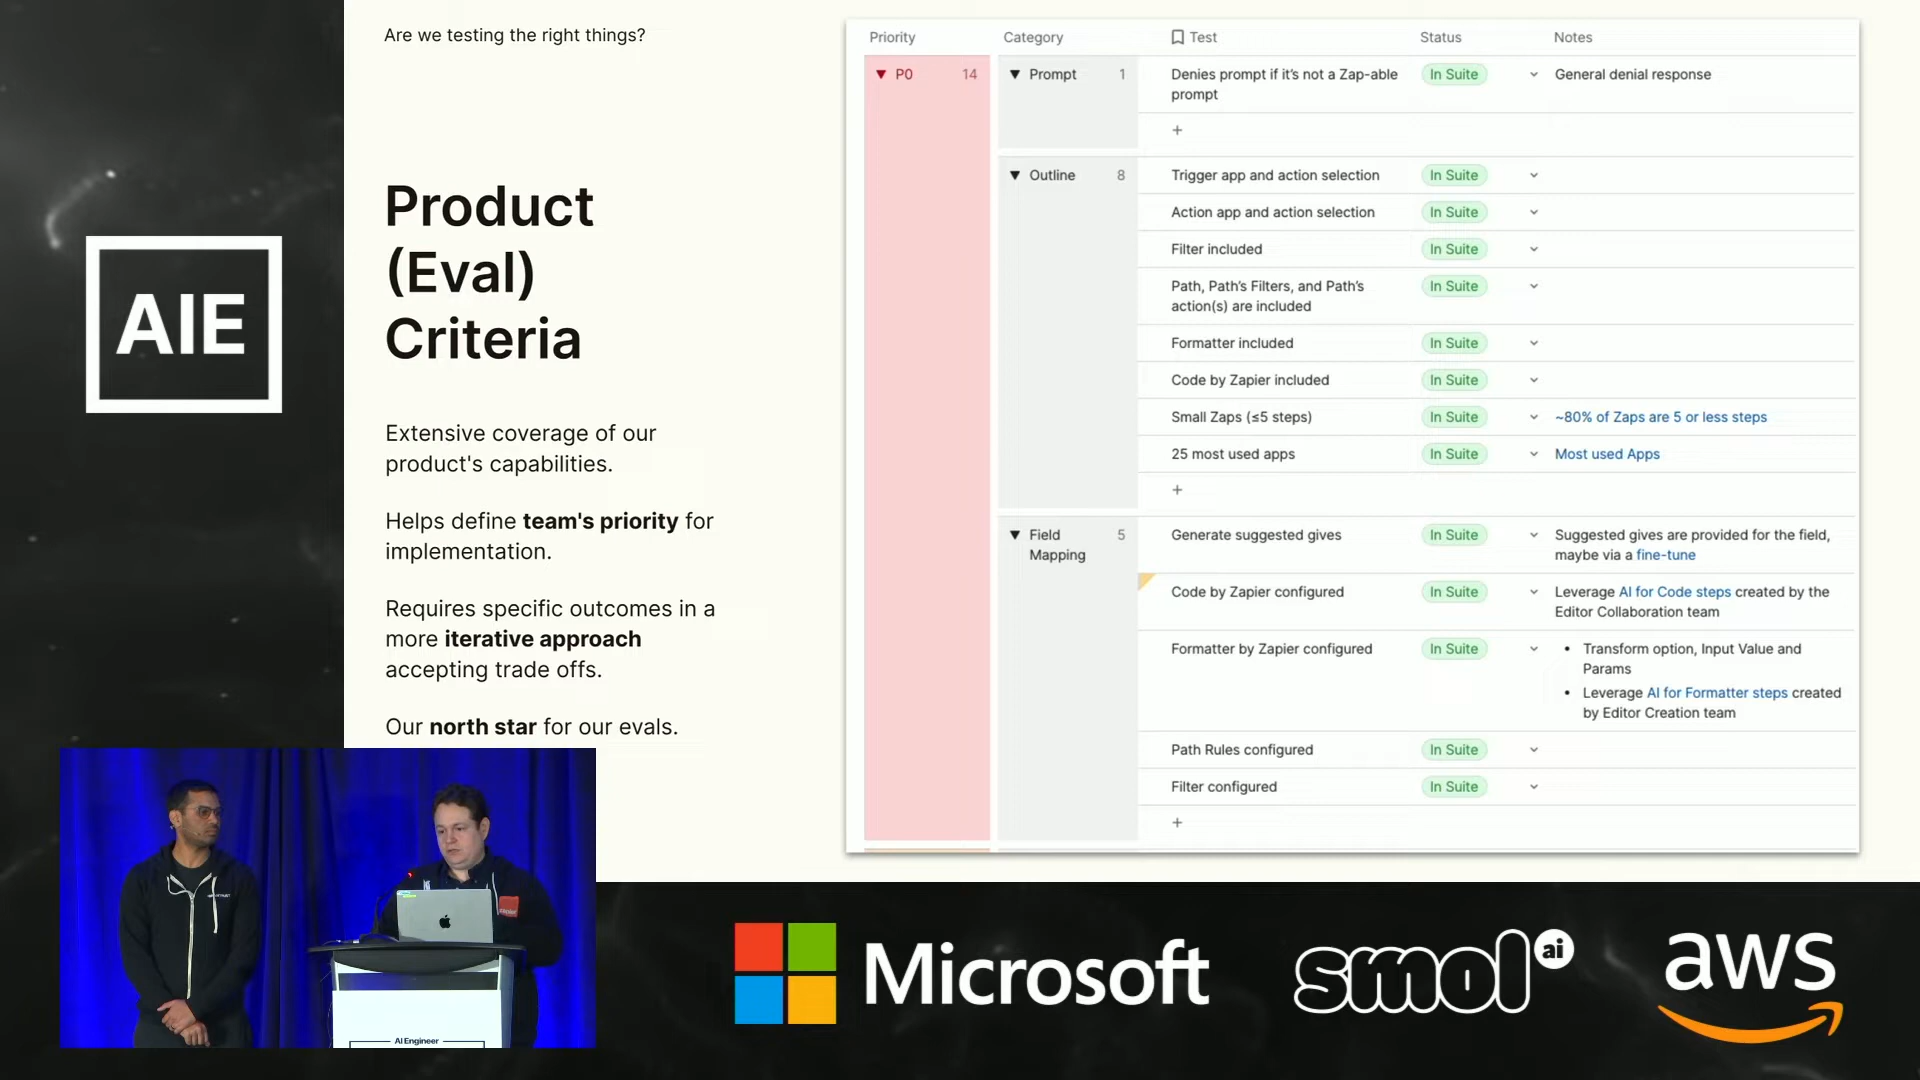 Are we testing the right things?
AIE
Product
(Eval)
Criteria
Extensive coverage of our
product's capabilities.
Helps define team's priority for
implementation.
Requires specific outcomes in a
more iterative approach
accepting trade offs.
Our north star for our evals.
Priority Category Test Status Notes
P0 14 Prompt 1 Denies prompt if it's not a Zap-able In Suite General denial response
prompt
+
Outline 8 Trigger app and action selection In Suite
Action app and action selection In Suite
Filter included In Suite
Path, Path's Filters, and Path's In Suite
action(s) are included
Formatter included In Suite
Code by Zapier included In Suite
Small Zaps (≤5 steps) In Suite ~80% of Zaps are 5 or less steps
25 most used apps In Suite Most used Apps
+
Field 5 Generate suggested gives In Suite Suggested gives are provided for the field,
Mapping maybe via a fine-tune
Code by Zapier configured In Suite Leverage AI for Code steps created by the
Editor Collaboration team
Formatter by Zapier configured In Suite • Transform option, Input Value and
Params
• Leverage AI for Formatter steps created
by Editor Creation team
Path Rules configured In Suite
Filter configured In Suite
+
AI Engineer
Microsoft
smol ai
aws